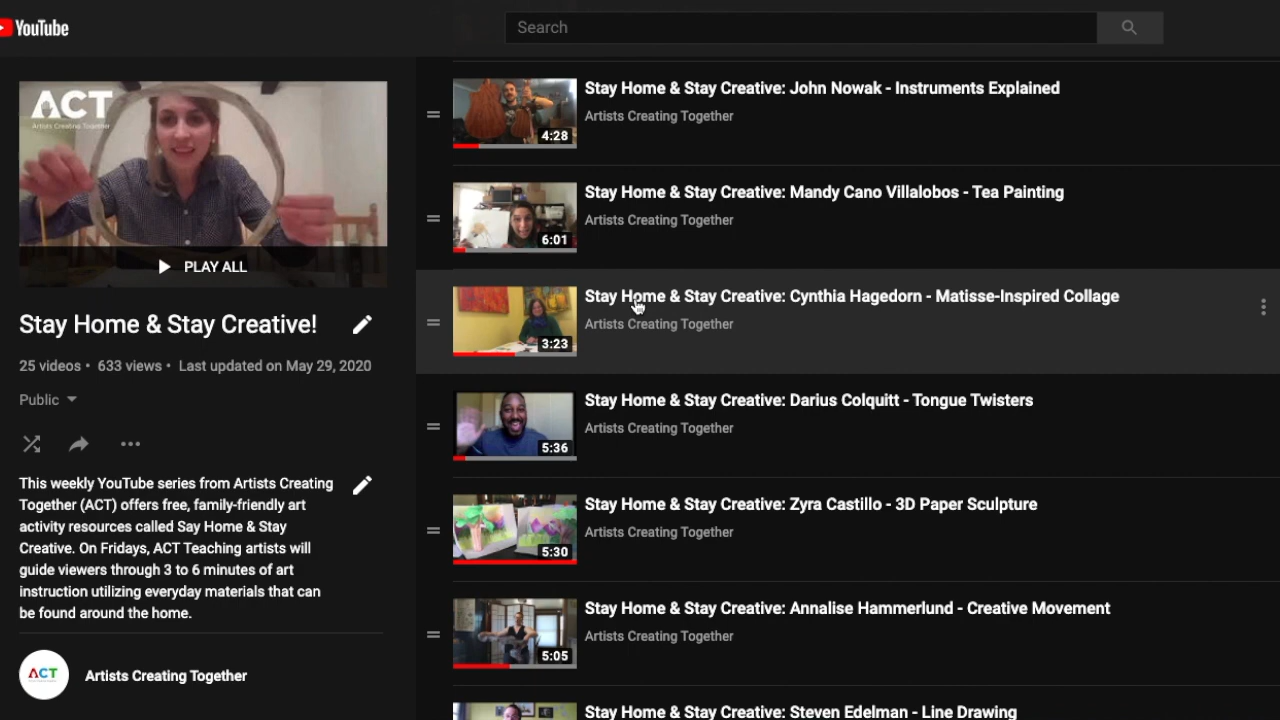 YouTube
Search
ACT
Artists Creating Together
PLAY ALL
Stay Home & Stay Creative!
25 videos • 633 views • Last updated on May 29, 2020
Public
This weekly YouTube series from Artists Creating
Together (ACT) offers free, family-friendly art
activity resources called Say Home & Stay
Creative. On Fridays, ACT Teaching artists will
guide viewers through 3 to 6 minutes of art
instruction utilizing everyday materials that can
be found around the home.
ACT
Artists Creating Together
Stay Home & Stay Creative: John Nowak - Instruments Explained
Artists Creating Together
4:28
Stay Home & Stay Creative: Mandy Cano Villalobos - Tea Painting
Artists Creating Together
6:01
Stay Home & Stay Creative: Cynthia Hagedorn - Matisse-Inspired Collage
Artists Creating Together
3:23
Stay Home & Stay Creative: Darius Colquitt - Tongue Twisters
Artists Creating Together
5:36
Stay Home & Stay Creative: Zyra Castillo - 3D Paper Sculpture
Artists Creating Together
5:30
Stay Home & Stay Creative: Annalise Hammerlund - Creative Movement
Artists Creating Together
5:05
Stay Home & Stay Creative: Steven Edelman - Line Drawing